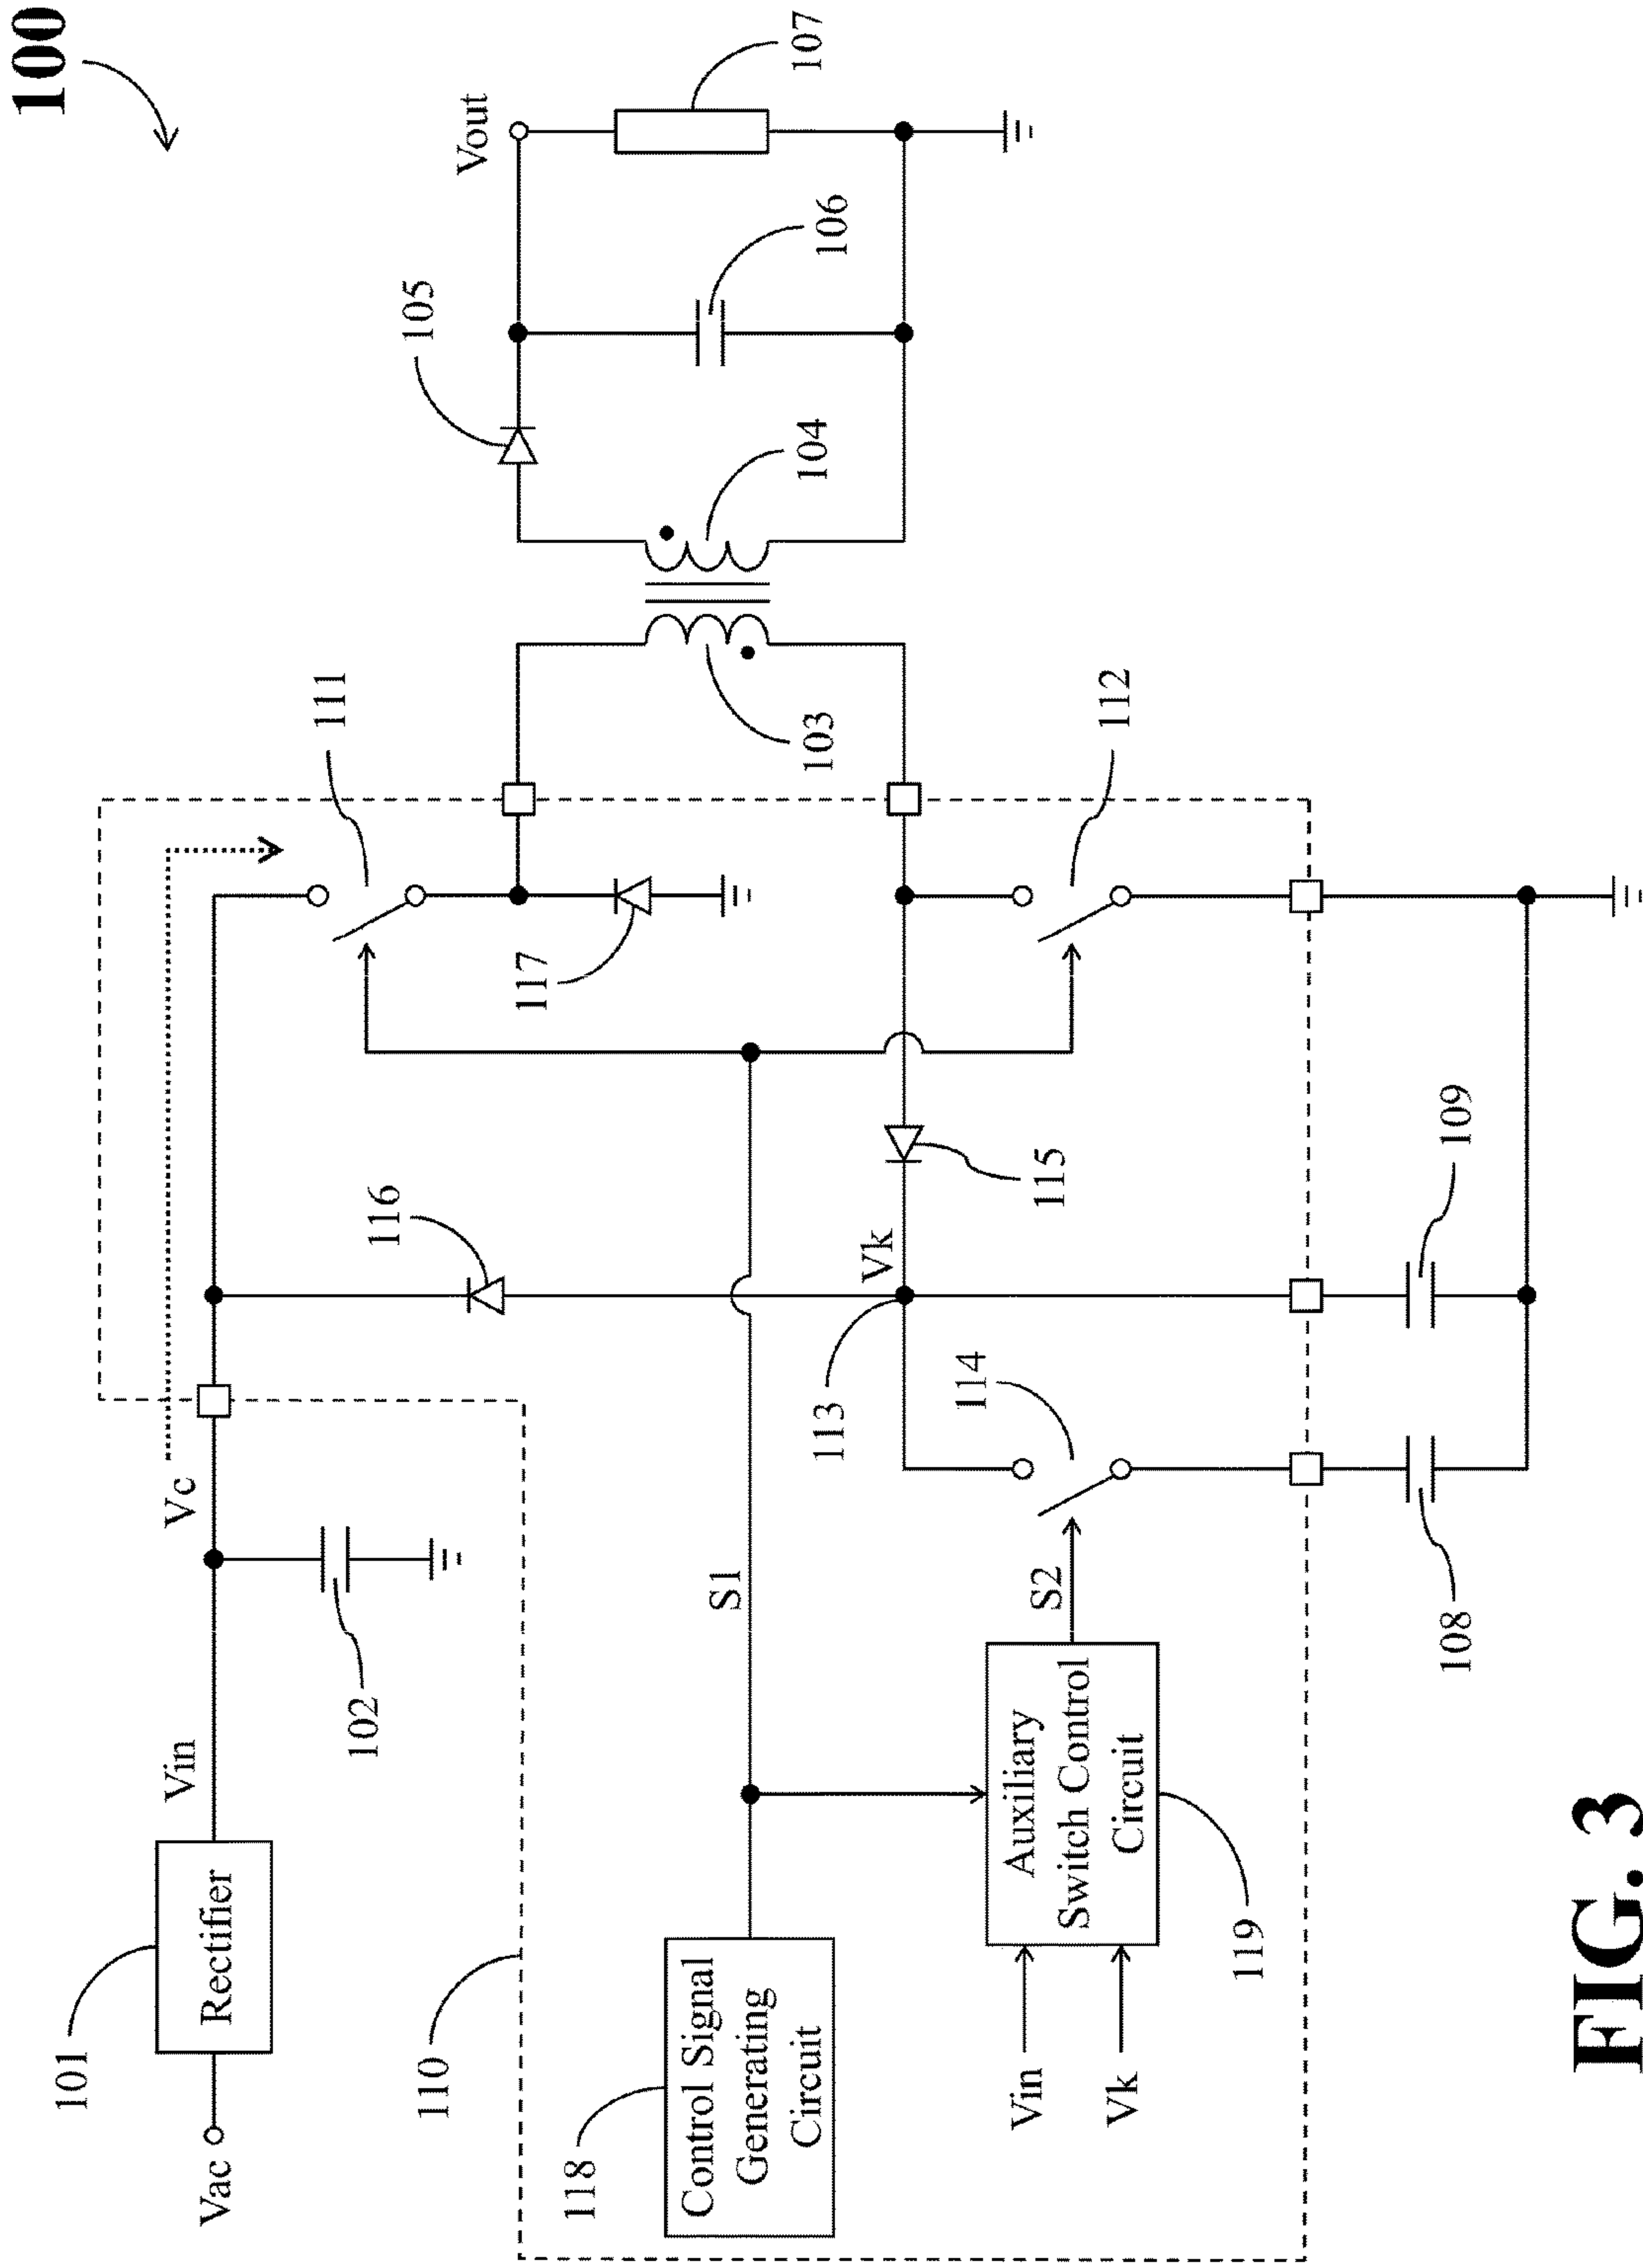 100
Vac
101
Rectifier
Vin
102
Vc
111
116
117
105
Vout
103
104
106
107
110
118
Control Signal
Generating
Circuit
S1
113
Vk
115
112
114
S2
Vin
Vk
Auxiliary
Switch Control
Circuit
119
108
109
FIG. 3